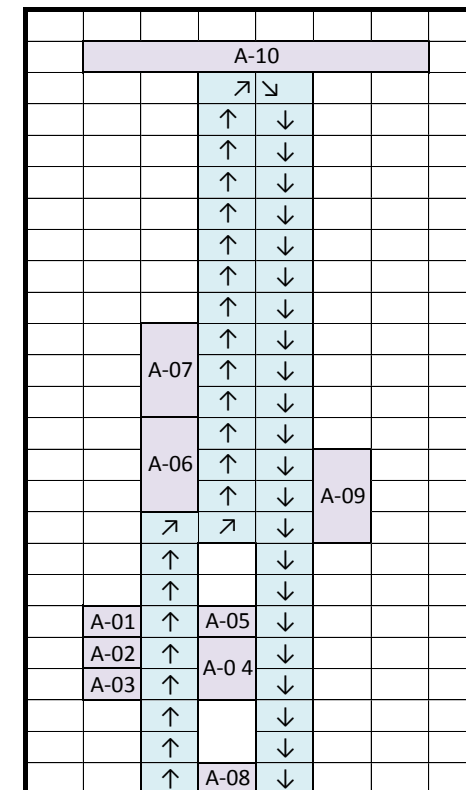 A-10
↗ ↘
↑ ↓
↑ ↓
↑ ↓
↑ ↓
↑ ↓
↑ ↓
↑ ↓
↑ ↓
A-07 ↑ ↓
↑ ↓
↑ ↓
A-06 ↑ ↓
↑ ↓ A-09
↗ ↗ ↓
↑ ↓
↑ ↓
A-01 ↑ A-05 ↓
A-02 ↑ A-0 4 ↓
A-03 ↑ ↓
↑ ↓
↑ ↓
↑ A-08 ↓